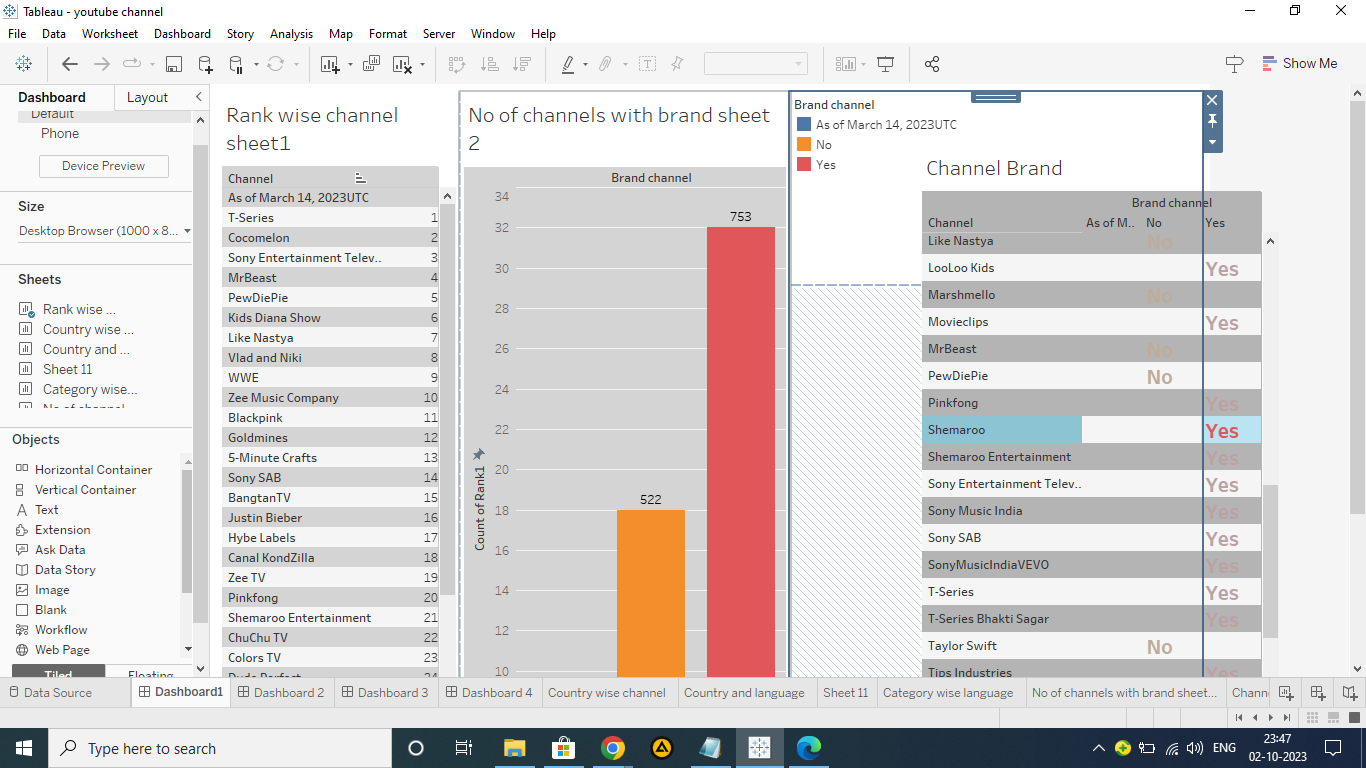 Tableau - youtube channel
File Data Worksheet Dashboard Story Analysis Map Format Server Window Help
Show Me
Dashboard Layout
Default
Phone
Device Preview
Size
Desktop Browser (1000 x 8...
Sheets
Rank wise ...
Country wise ...
Country and ...
Sheet 11
Category wise...
No of channel
Objects
Horizontal Container
Vertical Container
Text
Extension
Ask Data
Data Story
Image
Blank
Workflow
Web Page
Tiled Floating
Rank wise channel
sheet1
Channel
As of March 14, 2023UTC
T-Series 1
Cocomelon 2
Sony Entertainment Telev.. 3
MrBeast 4
PewDiePie 5
Kids Diana Show 6
Like Nastya 7
Vlad and Niki 8
WWE 9
Zee Music Company 10
Blackpink 11
Goldmines 12
5-Minute Crafts 13
Sony SAB 14
BangtanTV 15
Justin Bieber 16
Hybe Labels 17
Canal KondZilla 18
Zee TV 19
Pinkfong 20
Shemaroo Entertainment 21
ChuChu TV 22
Colors TV 23
Dude Perfect 24
No of channels with brand sheet
2
Brand channel
34
32
30
28
26
24
22
20
18
16
14
12
10
Count of Rank1
753
522
Brand channel
As of March 14, 2023UTC
No
Yes
Channel Brand
Brand channel
Channel As of M.. No Yes
Like Nastya No
LooLoo Kids Yes
Marshmello No
Movieclips Yes
MrBeast No
PewDiePie No
Pinkfong Yes
Shemaroo Yes
Shemaroo Entertainment Yes
Sony Entertainment Telev.. Yes
Sony Music India Yes
Sony SAB Yes
SonyMusicIndiaVEVO Yes
T-Series Yes
T-Series Bhakti Sagar Yes
Taylor Swift No
Tips Industries Yes
Data Source Dashboard1 Dashboard 2 Dashboard 3 Dashboard 4 Country wise channel Country and language Sheet 11 Category wise language No of channels with brand sheet... Chann
Type here to search
ENG
23:47
02-10-2023